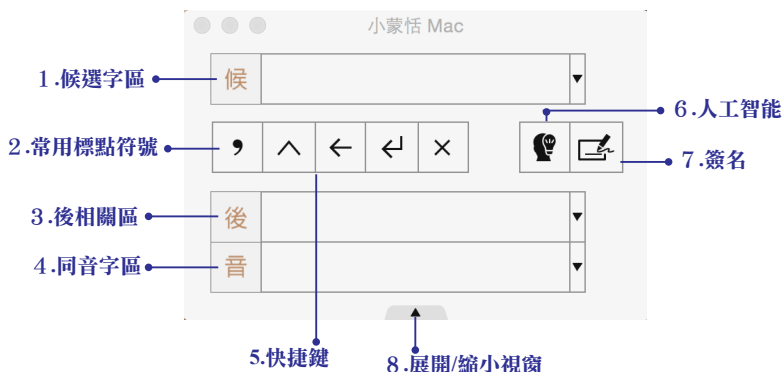 小蒙恬 Mac
1.候選字區
候
6.人工智能
2.常用標點符號
,
7.簽名
3.後相關區
後
4.同音字區
音
5.快捷鍵
8.展開/縮小視窗